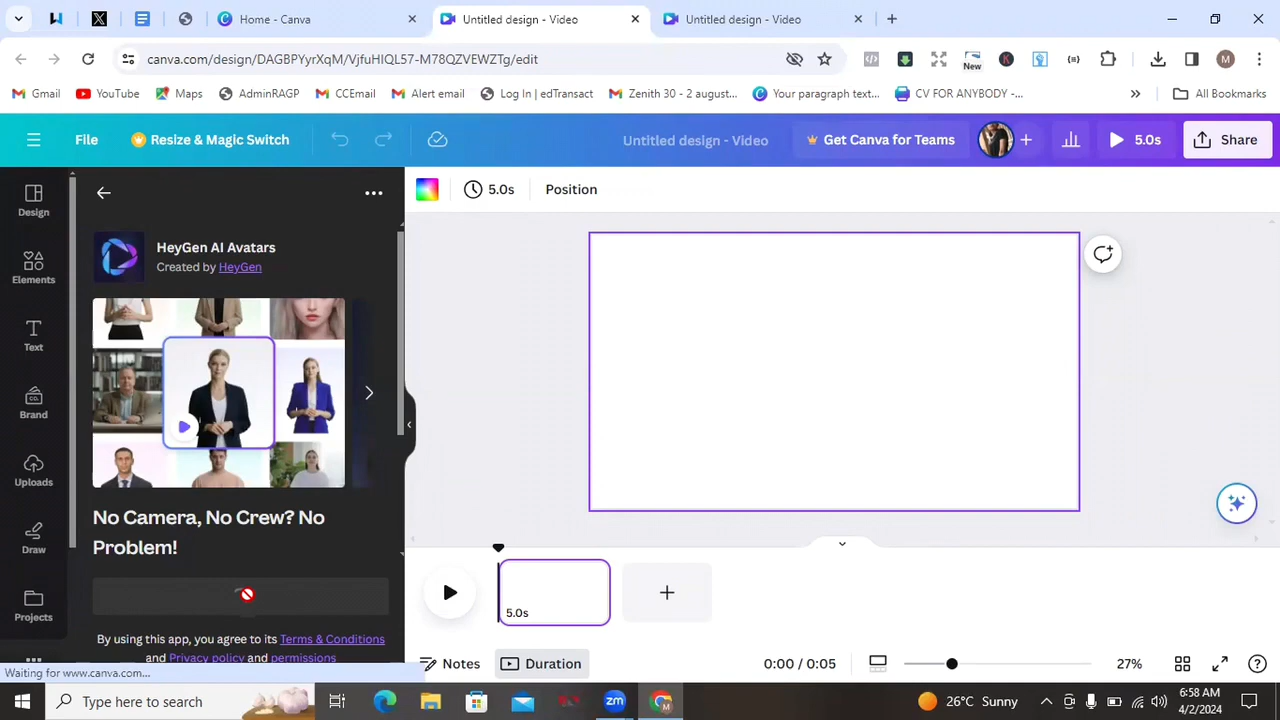 Home - Canva
Untitled design - Video
Untitled design - Video
canva.com/design/DAGBPYyrXqM/VjfuHIQL57-M78QZVEWZTg/edit
New
Gmail
YouTube
Maps
AdminRAGP
CCEmail
Alert email
Log In | edTransact
Zenith 30 - 2 august...
Your paragraph text...
CV FOR ANYBODY -...
All Bookmarks
File
Resize & Magic Switch
Untitled design - Video
Get Canva for Teams
5.0s
Share
5.0s
Position
Design
Elements
Text
Brand
Uploads
Draw
Projects
HeyGen AI Avatars
Created by HeyGen
No Camera, No Crew? No
Problem!
By using this app, you agree to its Terms & Conditions
and Privacy policy and permissions
Waiting for www.canva.com...
5.0s
Notes
Duration
0:00 / 0:05
27%
Type here to search
26°C Sunny
6:58 AM
4/2/2024